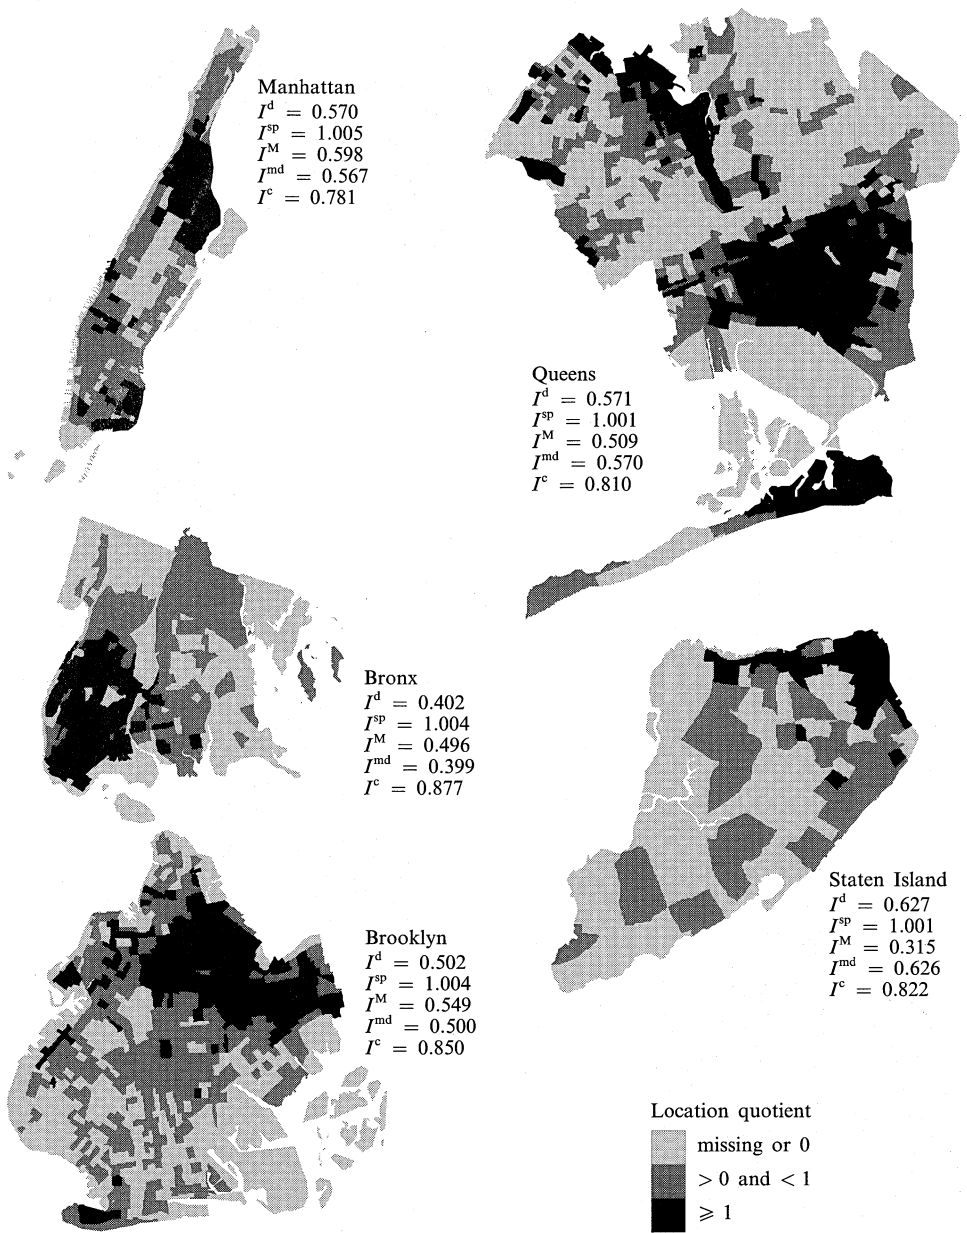 Manhattan
I^d = 0.570
I^sp = 1.005
I^M = 0.598
I^md = 0.567
I^c = 0.781
Queens
I^d = 0.571
I^sp = 1.001
I^M = 0.509
I^md = 0.570
I^c = 0.810
Bronx
I^d = 0.402
I^sp = 1.004
I^M = 0.496
I^md = 0.399
I^c = 0.877
Staten Island
I^d = 0.627
I^sp = 1.001
I^M = 0.315
I^md = 0.626
I^c = 0.822
Brooklyn
I^d = 0.502
I^sp = 1.004
I^M = 0.549
I^md = 0.500
I^c = 0.850
Location quotient
missing or 0
> 0 and < 1
⩾ 1